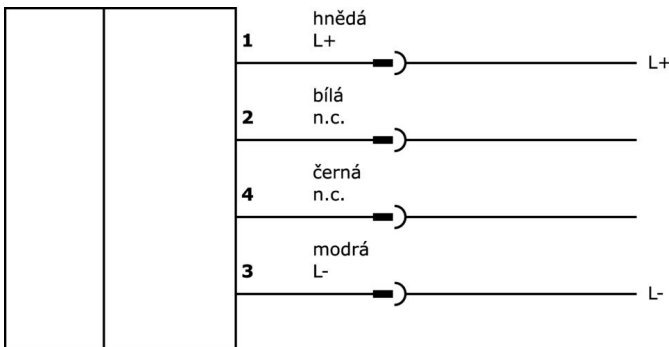 hnědá
1 L+
L+
bílá
2 n.c.
černá
4 n.c.
modrá
3 L-
L-